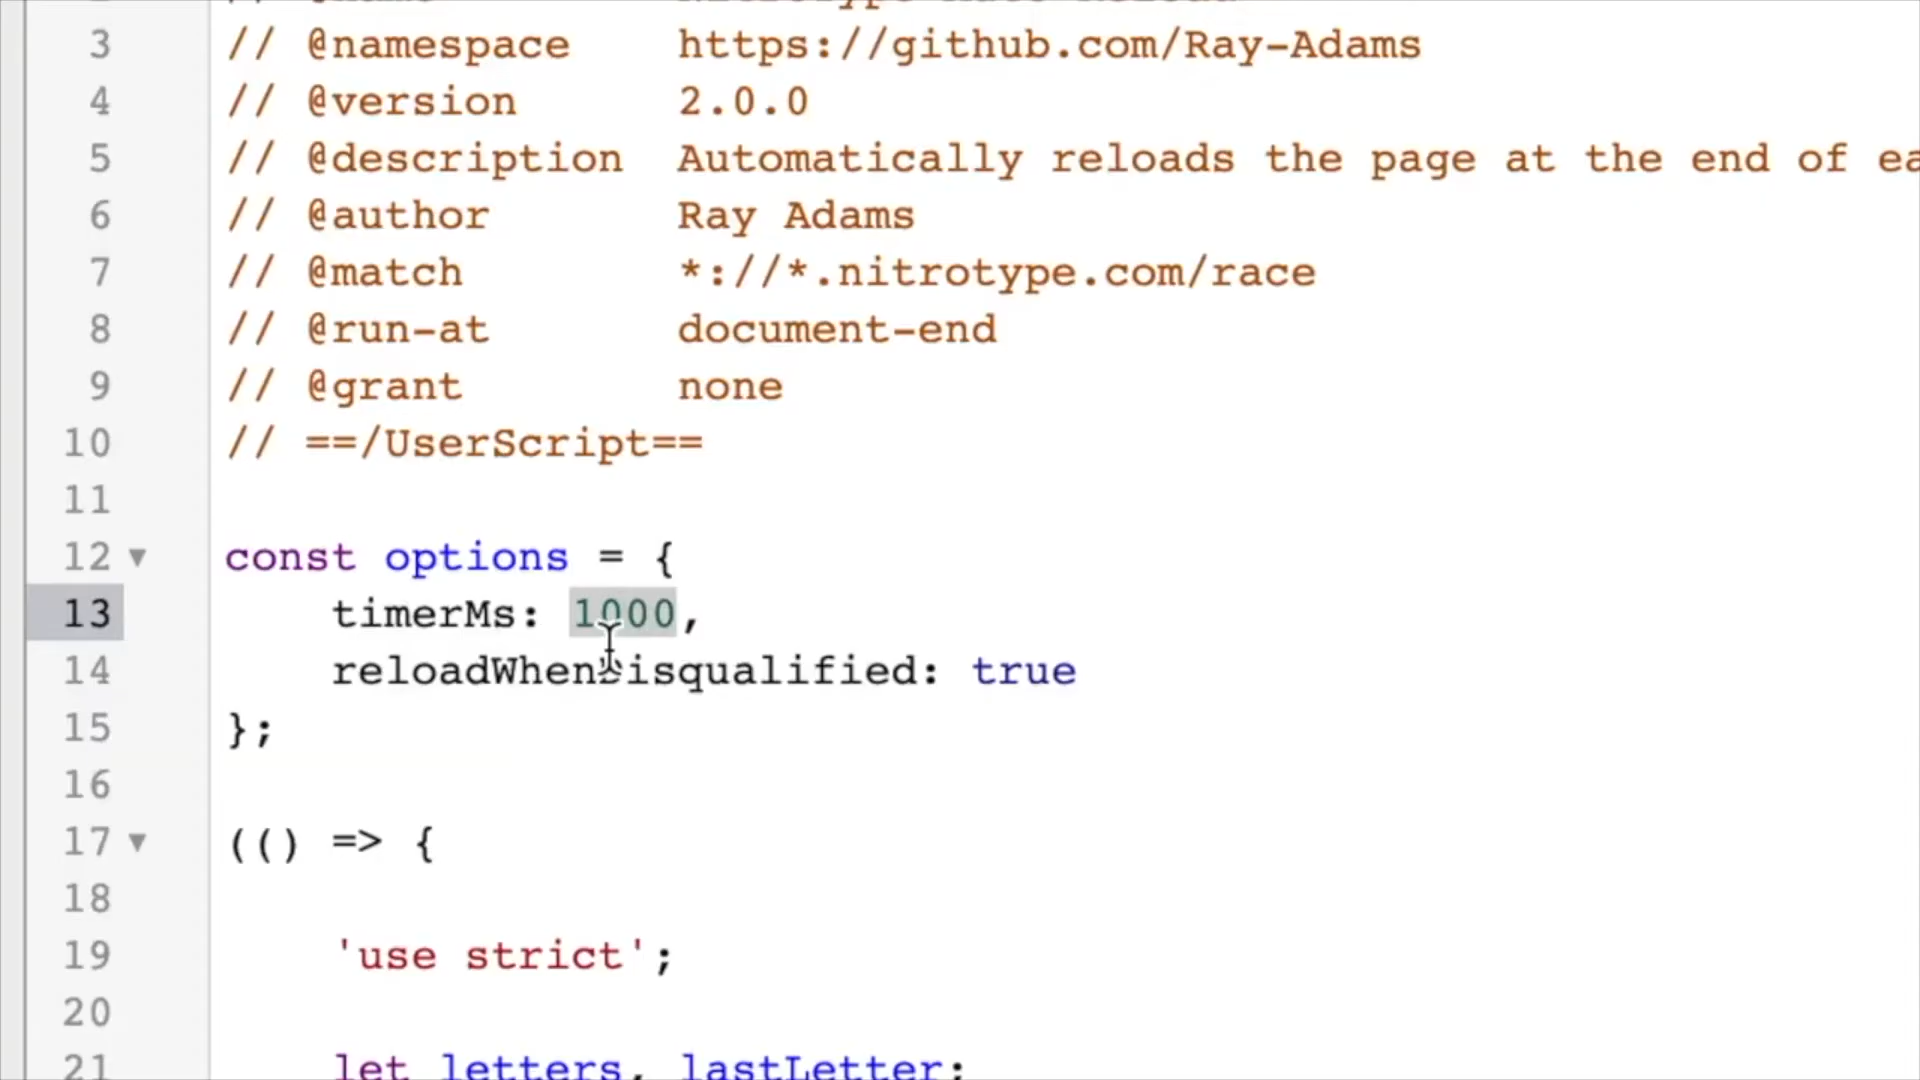 3 // @namespace https://github.com/Ray-Adams
4 // @version 2.0.0
5 // @description Automatically reloads the page at the end of ea
6 // @author Ray Adams
7 // @match *://*.nitrotype.com/race
8 // @run-at document-end
9 // @grant none
10 // ==/UserScript==
11
12 ▼ const options = {
13 timerMs: 1000,
14 reloadWhenDisqualified: true
15 };
16
17 ▼ (() => {
18
19 'use strict';
20
21 let letters, lastLetter;